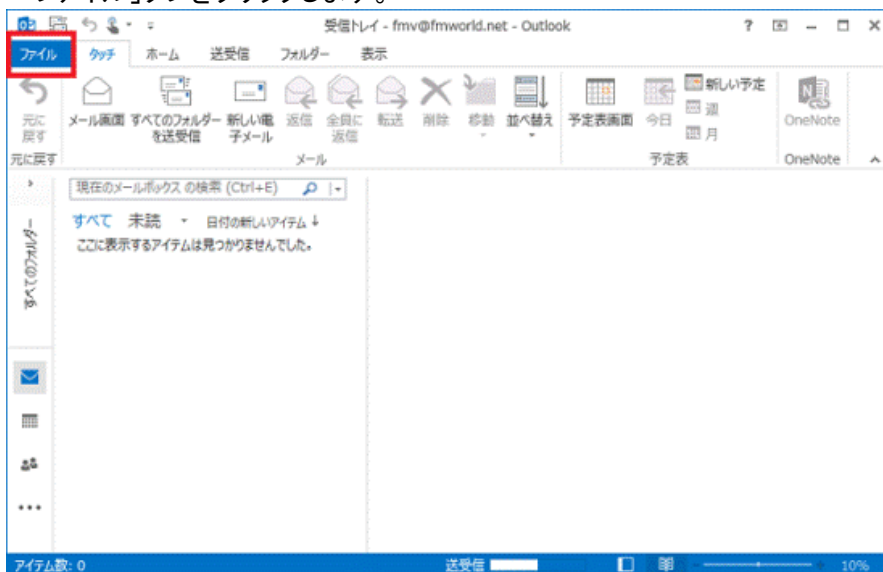 ファイル」タブをクリックします。
受信トレイ - fmv@fmworld.net - Outlook
ファイル タッチ ホーム 送受信 フォルダー 表示
元に戻す
メール画面
すべてのフォルダーを送受信
新しい電子メール
返信
全員に返信
転送
削除
移動
並べ替え
予定表画面
今日
新しい予定
週
月
OneNote
元に戻す メール 予定表 OneNote
現在のメールボックス の検索 (Ctrl+E)
すべて 未読 日付の新しいアイテム ↓
ここに表示するアイテムは見つかりませんでした。
すべてのフォルダー
アイテム数: 0 送受信 10%